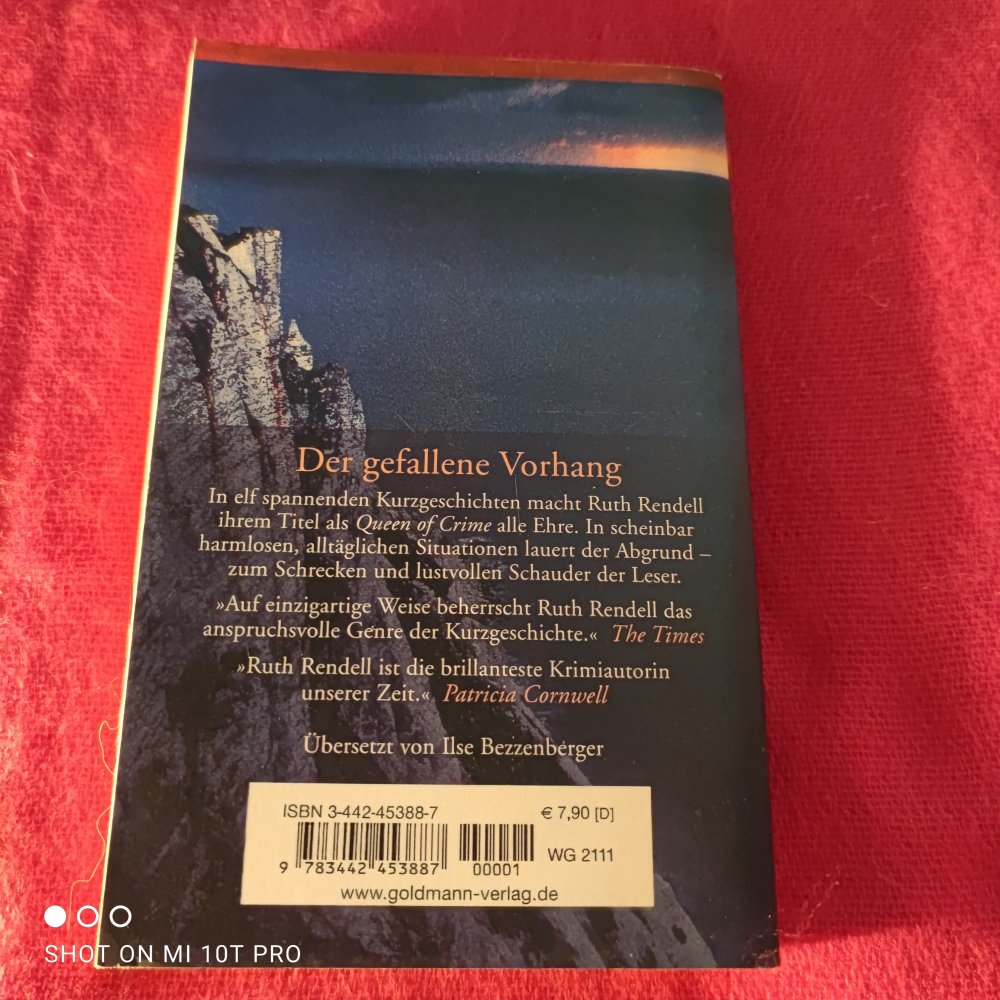 Der gefallene Vorhang
In elf spannenden Kurzgeschichten macht Ruth Rendell
ihrem Titel als Queen of Crime alle Ehre. In scheinbar
harmlosen, alltäglichen Situationen lauert der Abgrund –
zum Schrecken und lustvollen Schauder der Leser.
»Auf einzigartige Weise beherrscht Ruth Rendell das
anspruchsvolle Genre der Kurzgeschichte.« The Times
»Ruth Rendell ist die brillanteste Krimiautorin
unserer Zeit.« Patricia Cornwell
Übersetzt von Ilse Bezzenberger
ISBN 3-442-45388-7 € 7,90 [D]
9 783442 453887 00001 WG 2111
www.goldmann-verlag.de
SHOT ON MI 10T PRO